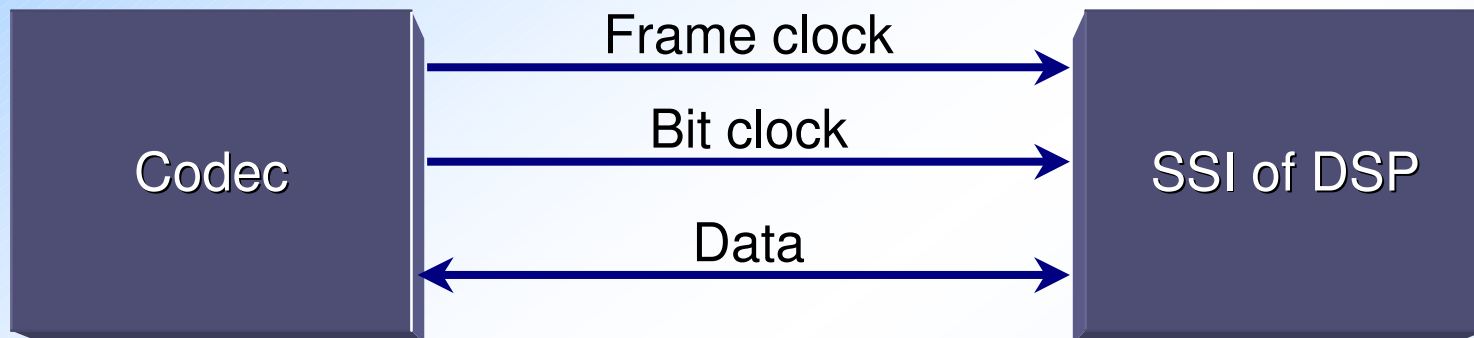 Frame clock
Bit clock
Codec
SSI of DSP
Data